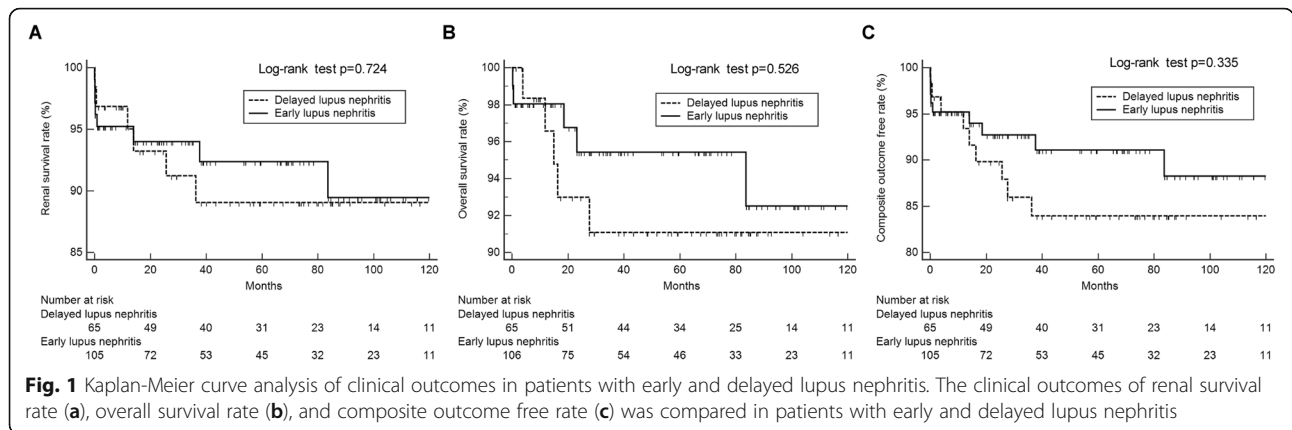 A
Log-rank test p=0.724
Delayed lupus nephritis
Early lupus nephritis
Renal survival rate (%)
100
95
90
85
0 20 40 60 80 100 120
Months
Number at risk
Delayed lupus nephritis
65 49 40 31 23 14 11
Early lupus nephritis
105 72 53 45 32 23 11
B
Log-rank test p=0.526
Delayed lupus nephritis
Early lupus nephritis
Overall survival rate (%)
100
98
96
94
92
90
0 20 40 60 80 100 120
Months
Number at risk
Delayed lupus nephritis
65 51 44 34 25 14 11
Early lupus nephritis
106 75 54 46 33 23 11
C
Log-rank test p=0.335
Delayed lupus nephritis
Early lupus nephritis
Composite outcome free rate (%)
100
95
90
85
80
0 20 40 60 80 100 120
Months
Number at risk
Delayed lupus nephritis
65 49 40 31 23 14 11
Early lupus nephritis
105 72 53 45 32 23 11
Fig. 1 Kaplan-Meier curve analysis of clinical outcomes in patients with early and delayed lupus nephritis. The clinical outcomes of renal survival
rate (a), overall survival rate (b), and composite outcome free rate (c) was compared in patients with early and delayed lupus nephritis